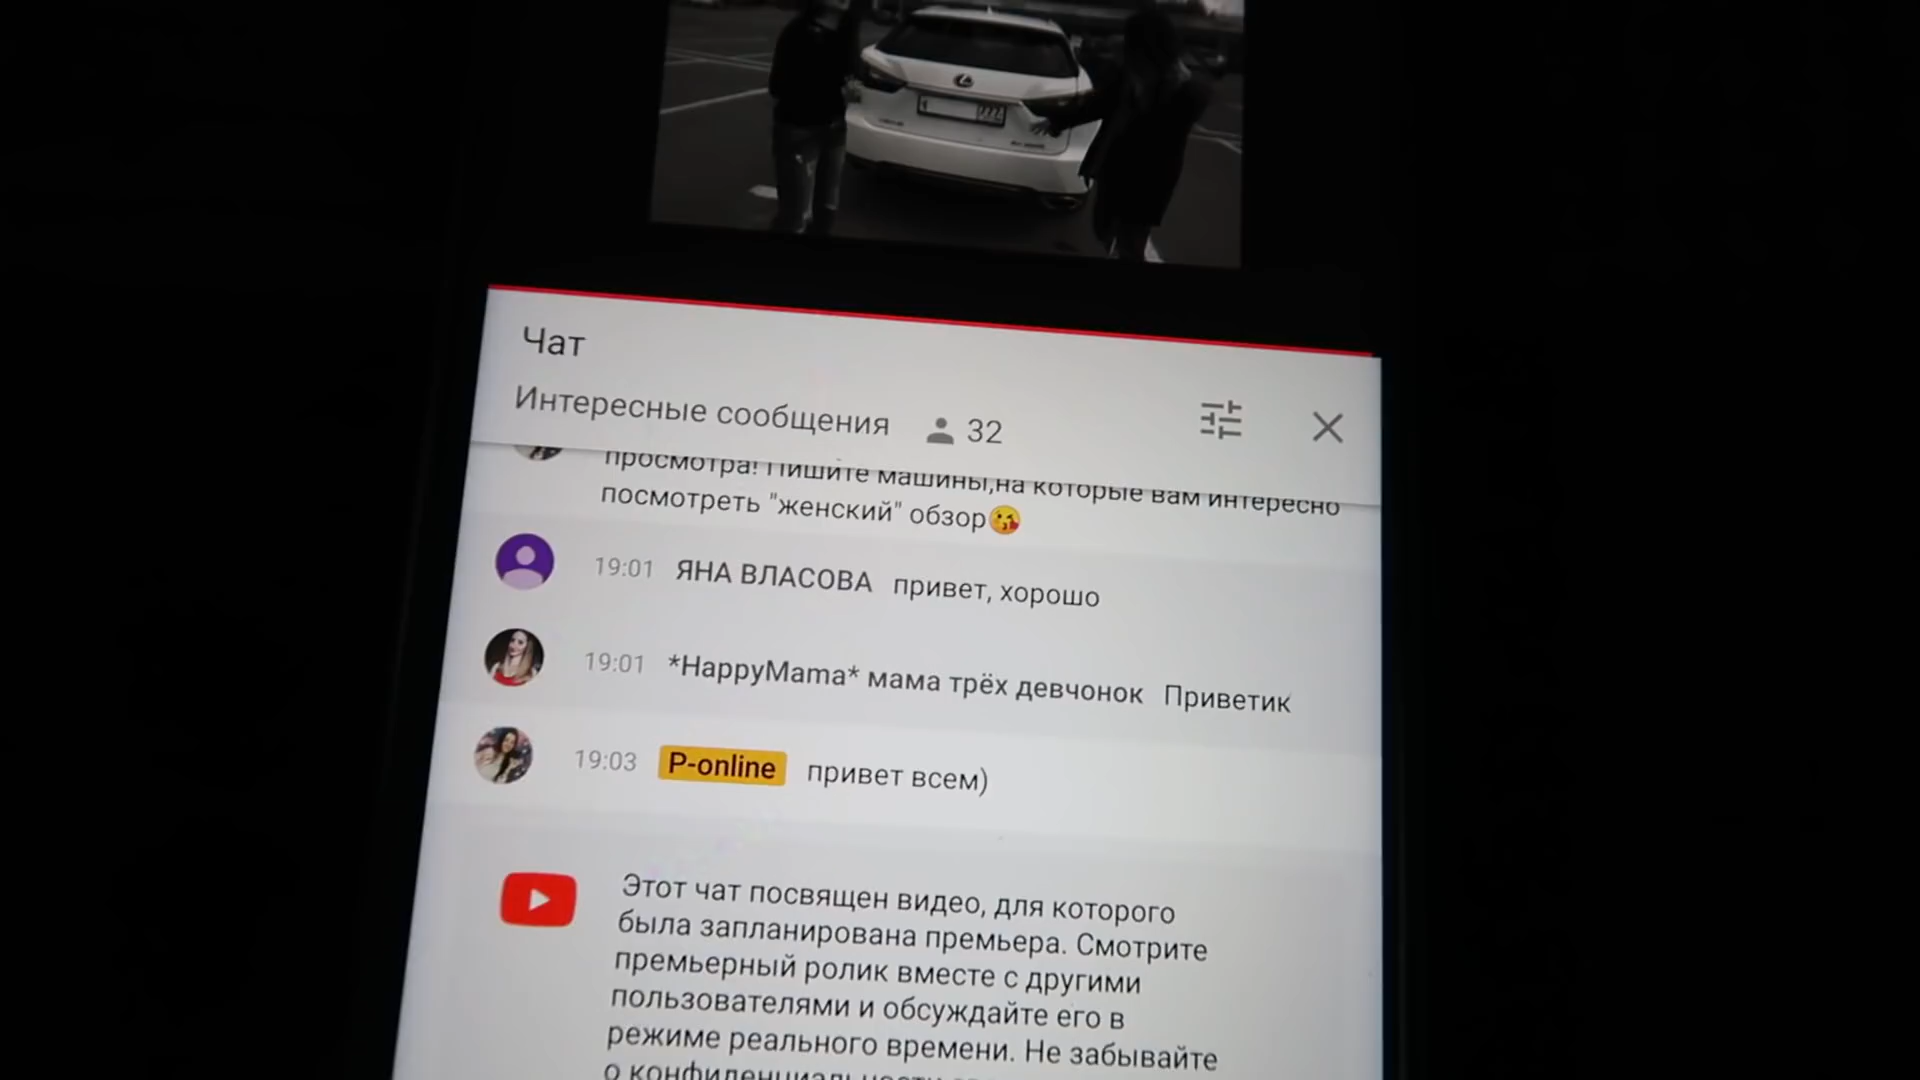 777
Чат
Интересные сообщения 32
просмотра! Пишите машины,на которые вам интересно
посмотреть "женский" обзор
19:01 ЯНА ВЛАСОВА привет, хорошо
19:01 *HappyMama* мама трёх девчонок Приветик
19:03 P-online привет всем)
Этот чат посвящен видео, для которого
была запланирована премьера. Смотрите
премьерный ролик вместе с другими
пользователями и обсуждайте его в
режиме реального времени. Не забывайте
о конфиденциальности